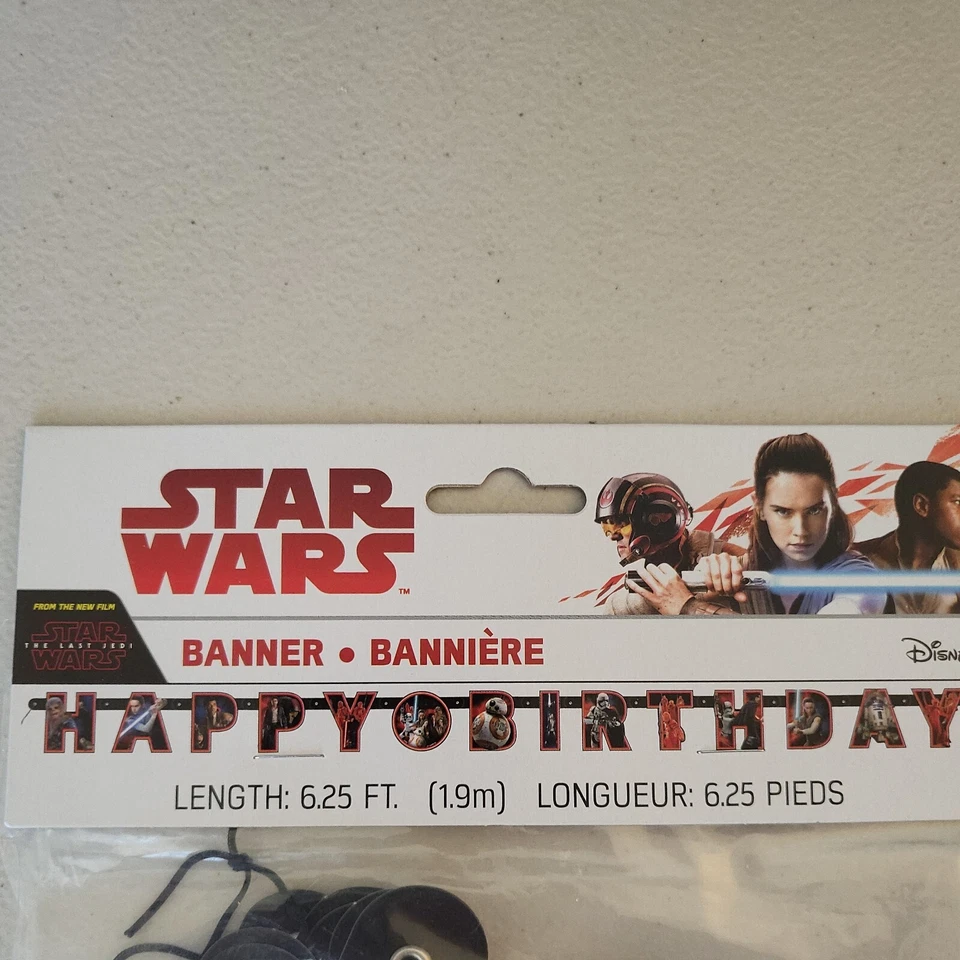 STAR
WARS™
FROM THE NEW FILM
STAR
THE LAST JEDI
WARS
BANNER • BANNIÈRE
HAPPY BIRTHDAY
LENGTH: 6.25 FT. (1.9m) LONGUEUR: 6.25 PIEDS